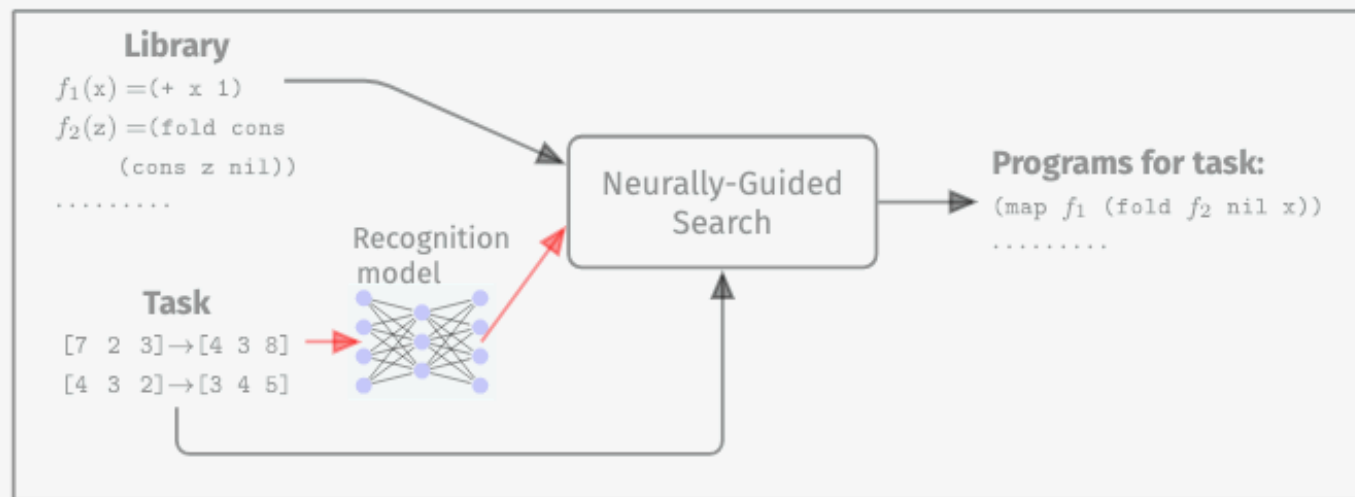 Library
f₁(x) =(+ x 1)
f₂(z) =(fold cons
(cons z nil))
.........
Recognition
model
Task
[7 2 3]→[4 3 8]
[4 3 2]→[3 4 5]
Neurally-Guided
Search
Programs for task:
(map f₁ (fold f₂ nil x))
.........